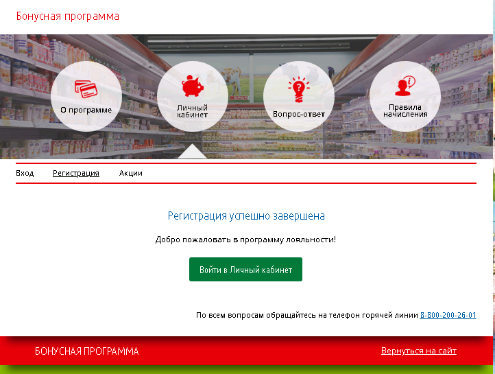 Бонусная программа
О программе
Личный
кабинет
Вопрос-ответ
Правила
начисления
Вход Регистрация Акции
Регистрация успешно завершена
Добро пожаловать в программу лояльности!
Войти в Личный кабинет
По всем вопросам обращайтесь на телефон горячей линии 8-800-200-26-01
БОНУСНАЯ ПРОГРАММА Вернуться на сайт